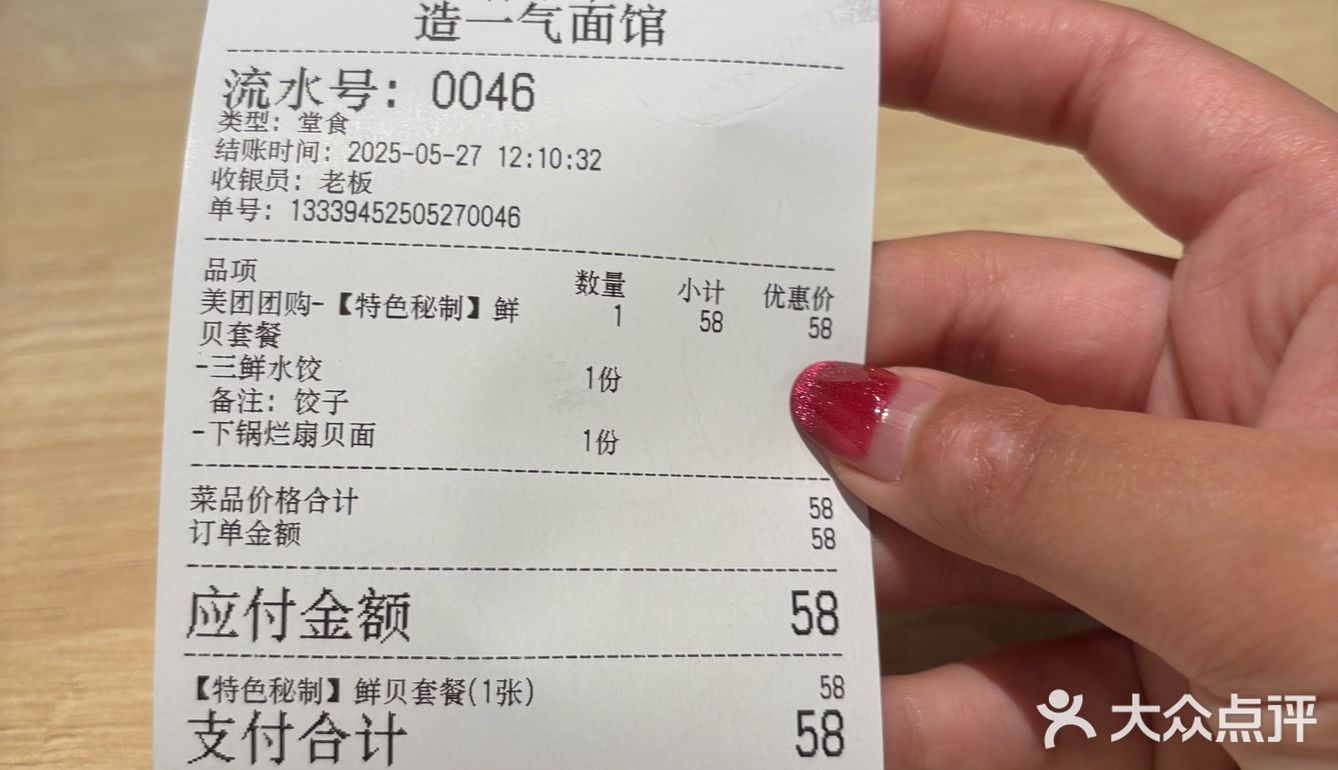 造一气面馆
流水号：0046
类型：堂食
结账时间：2025-05-27 12:10:32
收银员：老板
单号：13339452505270046
品项 数量 小计 优惠价
美团团购-【特色秘制】鲜 1 58 58
贝套餐
-三鲜水饺 1份
备注：饺子
-下锅烂扇贝面 1份
菜品价格合计 58
订单金额 58
应付金额 58
【特色秘制】鲜贝套餐(1张) 58
支付合计 58
大众点评